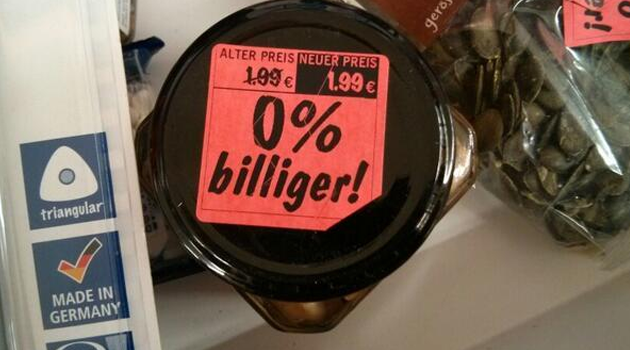 ALTER PREIS NEUER PREIS
1.99 € 1.99 €
0%
billiger!
triangular
MADE IN
GERMANY